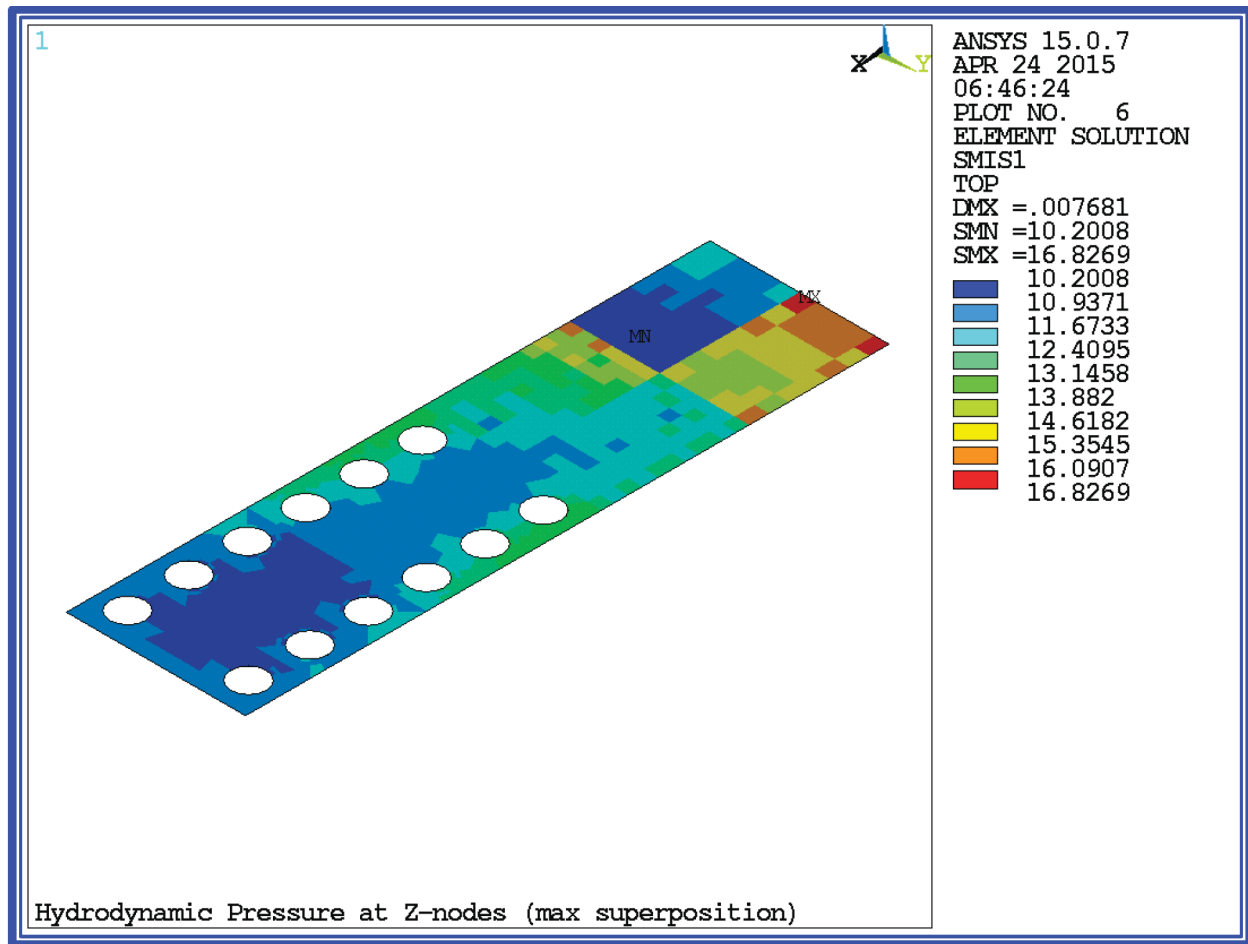 1
X
Y
ANSYS 15.0.7
APR 24 2015
06:46:24
PLOT NO. 6
ELEMENT SOLUTION
SMIS1
TOP
DMX =.007681
SMN =10.2008
SMX =16.8269
10.2008
10.9371
11.6733
12.4095
13.1458
13.882
14.6182
15.3545
16.0907
16.8269
MX
MN
Hydrodynamic Pressure at Z-nodes (max superposition)